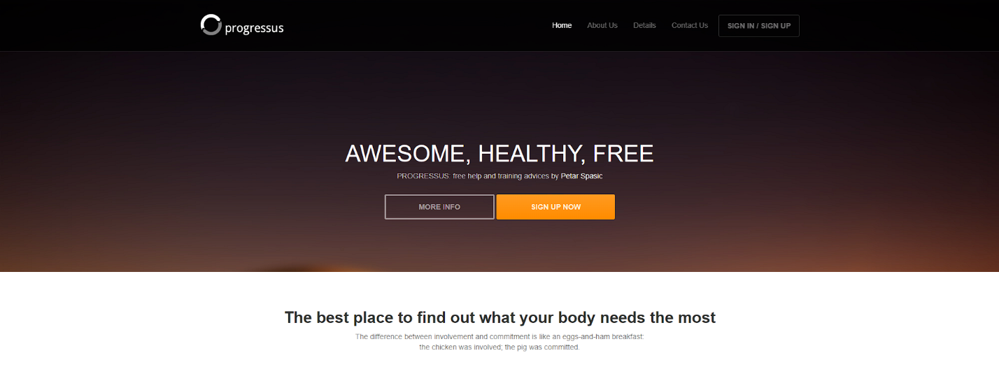 progressus
Home About Us Details Contact Us SIGN IN / SIGN UP
AWESOME, HEALTHY, FREE
PROGRESSUS: free help and training advices by Petar Spasic
MORE INFO SIGN UP NOW
The best place to find out what your body needs the most
The difference between involvement and commitment is like an eggs-and-ham breakfast:
the chicken was involved; the pig was committed.